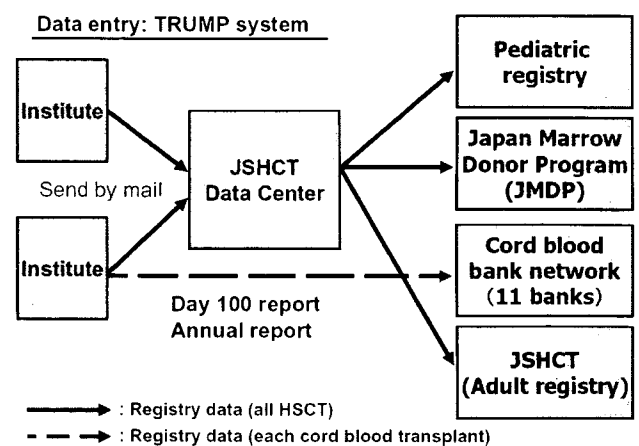 Data entry: TRUMP system
Institute
Send by mail
Institute
JSHCT
Data Center
Day 100 report
Annual report
Pediatric
registry
Japan Marrow
Donor Program
(JMDP)
Cord blood
bank network
(11 banks)
JSHCT
(Adult registry)
: Registry data (all HSCT)
: Registry data (each cord blood transplant)